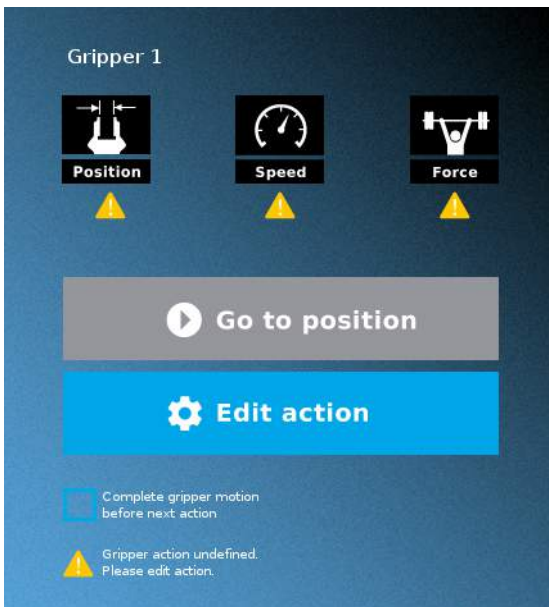 Gripper 1
Position
Speed
Force
Go to position
Edit action
Complete gripper motion
before next action
Gripper action undefined.
Please edit action.